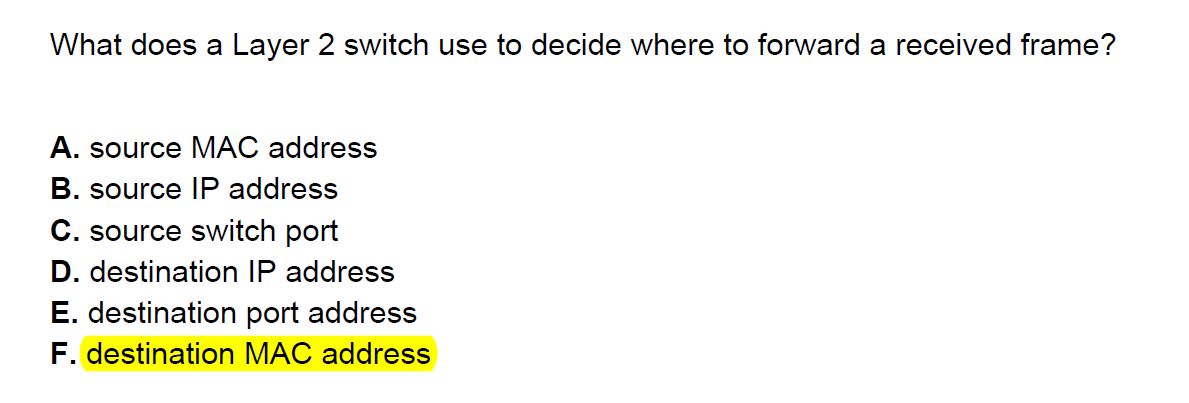 What does a Layer 2 switch use to decide where to forward a received frame?
A. source MAC address
B. source IP address
C. source switch port
D. destination IP address
E. destination port address
F. destination MAC address